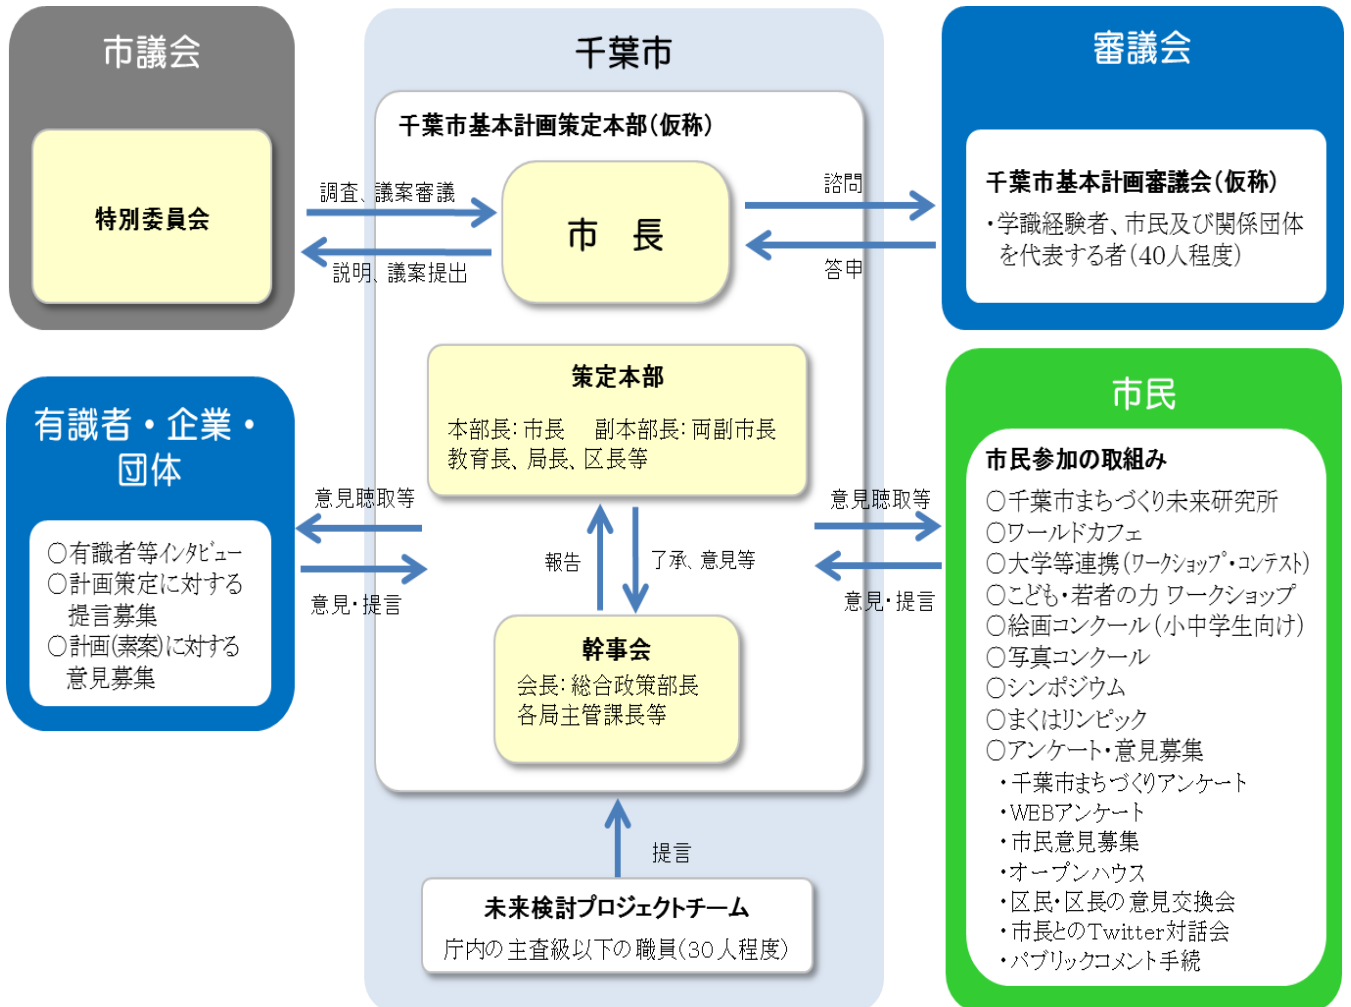 市議会
特別委員会
調査、議案審議
説明、議案提出
千葉市
千葉市基本計画策定本部(仮称)
市　長
諮問
答申
審議会
千葉市基本計画審議会(仮称)
・学識経験者、市民及び関係団体
を代表する者(40人程度)
策定本部
本部長：市長　副本部長：両副市長
教育長、局長、区長等
報告
了承、意見等
幹事会
会長：総合政策部長
各局主管課長等
提言
未来検討プロジェクトチーム
庁内の主査級以下の職員(30人程度)
有識者・企業・
団体
○有識者等インタビュー
○計画策定に対する
提言募集
○計画(素案)に対する
意見募集
意見聴取等
意見・提言
意見聴取等
意見・提言
市民
市民参加の取組み
○千葉市まちづくり未来研究所
○ワールドカフェ
○大学等連携(ワークショップ・コンテスト)
○こども・若者の力 ワークショップ
○絵画コンクール(小中学生向け)
○写真コンクール
○シンポジウム
○まくはリンピック
○アンケート・意見募集
・千葉市まちづくりアンケート
・WEBアンケート
・市民意見募集
・オープンハウス
・区民・区長の意見交換会
・市長とのTwitter対話会
・パブリックコメント手続